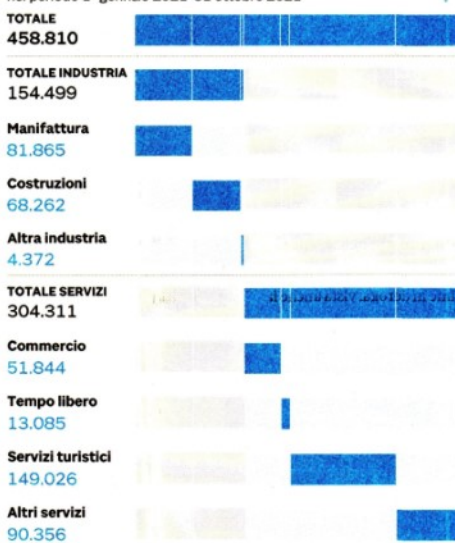 TOTALE
458.810
TOTALE INDUSTRIA
154.499
Manifattura
81.865
Costruzioni
68.262
Altra industria
4.372
TOTALE SERVIZI
304.311
Commercio
51.844
Tempo libero
13.085
Servizi turistici
149.026
Altri servizi
90.356